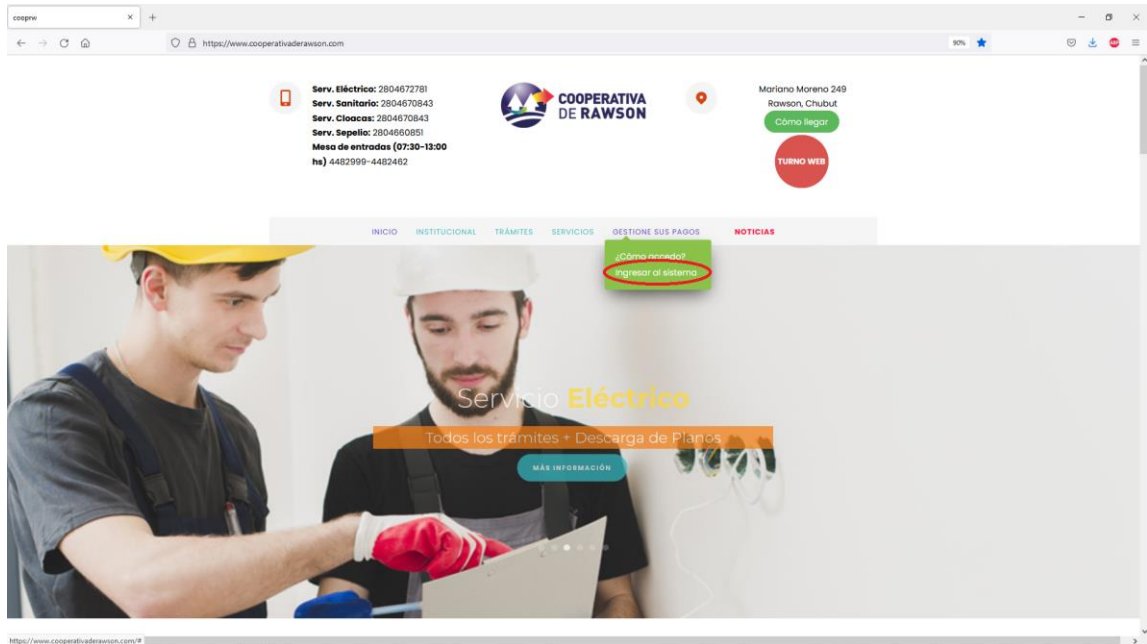 cooprw
https://www.cooperativaderawson.com
90%
ABP
Serv. Eléctrico: 2804672781
Serv. Sanitario: 2804670843
Serv. Cloacas: 2804670843
Serv. Sepelio: 2804660851
Mesa de entradas (07:30-13:00
hs) 4482999-4482462
COOPERATIVA
DE RAWSON
Mariano Moreno 249
Rawson, Chubut
Cómo llegar
TURNO WEB
INICIO INSTITUCIONAL TRÁMITES SERVICIOS GESTIONE SUS PAGOS NOTICIAS
¿Cómo accedo?
Ingresar al sistema
Servicio Eléctrico
Todos los trámites + Descarga de Planos
MÁS INFORMACIÓN
https://www.cooperativaderawson.com/#